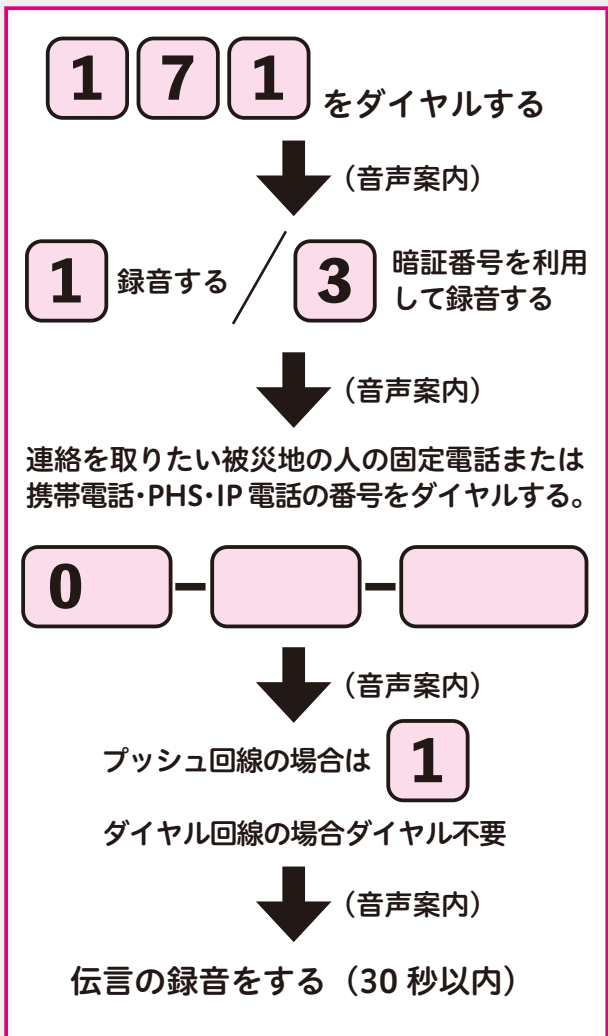 171をダイヤルする
（音声案内）
1 録音する／3 暗証番号を利用
して録音する
（音声案内）
連絡を取りたい被災地の人の固定電話または
携帯電話・PHS・IP電話の番号をダイヤルする。
0 － －
（音声案内）
プッシュ回線の場合は 1
ダイヤル回線の場合ダイヤル不要
（音声案内）
伝言の録音をする（30秒以内）